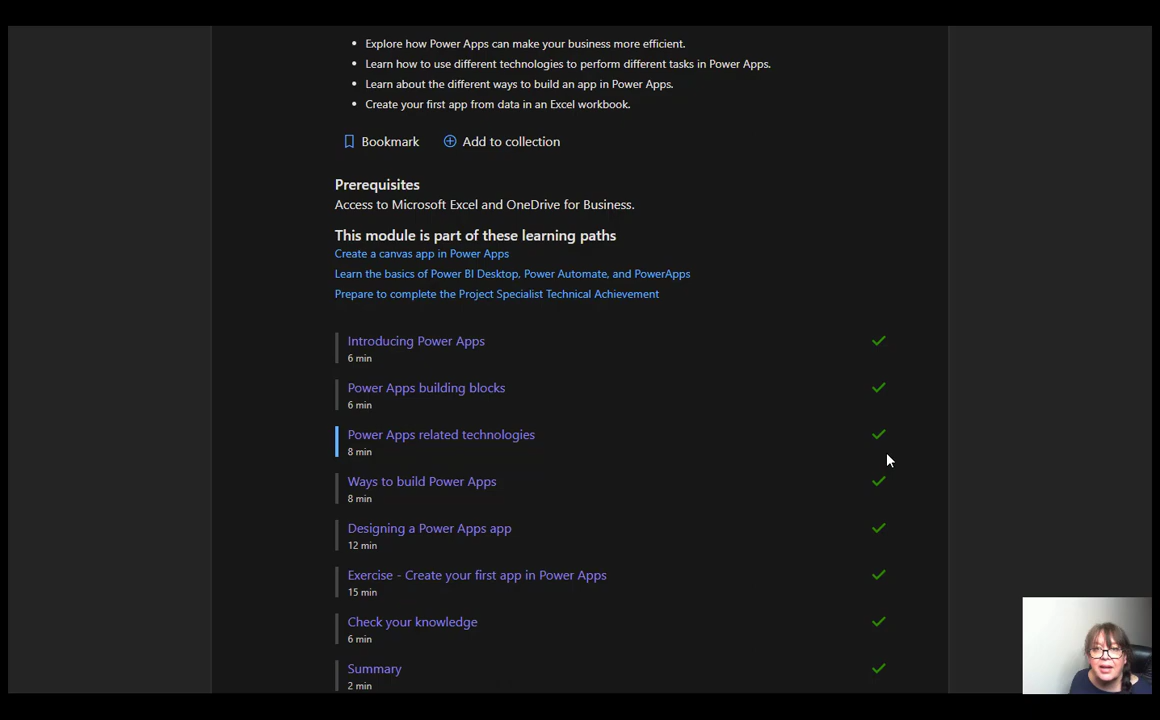 Explore how Power Apps can make your business more efficient.
Learn how to use different technologies to perform different tasks in Power Apps.
Learn about the different ways to build an app in Power Apps.
Create your first app from data in an Excel workbook.
Bookmark Add to collection
Prerequisites
Access to Microsoft Excel and OneDrive for Business.
This module is part of these learning paths
Create a canvas app in Power Apps
Learn the basics of Power BI Desktop, Power Automate, and PowerApps
Prepare to complete the Project Specialist Technical Achievement
Introducing Power Apps
6 min
Power Apps building blocks
6 min
Power Apps related technologies
8 min
Ways to build Power Apps
8 min
Designing a Power Apps app
12 min
Exercise - Create your first app in Power Apps
15 min
Check your knowledge
6 min
Summary
2 min